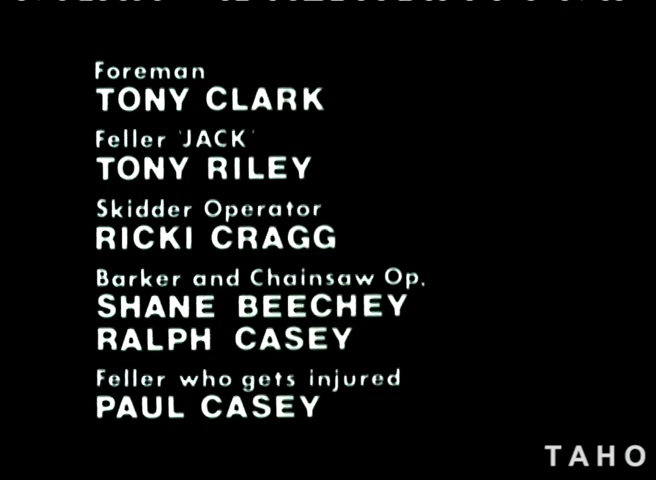 Foreman
TONY CLARK
Feller 'JACK'
TONY RILEY
Skidder Operator
RICKI CRAGG
Barker and Chainsaw Op.
SHANE BEECHEY
RALPH CASEY
Feller who gets injured
PAUL CASEY
TAHO